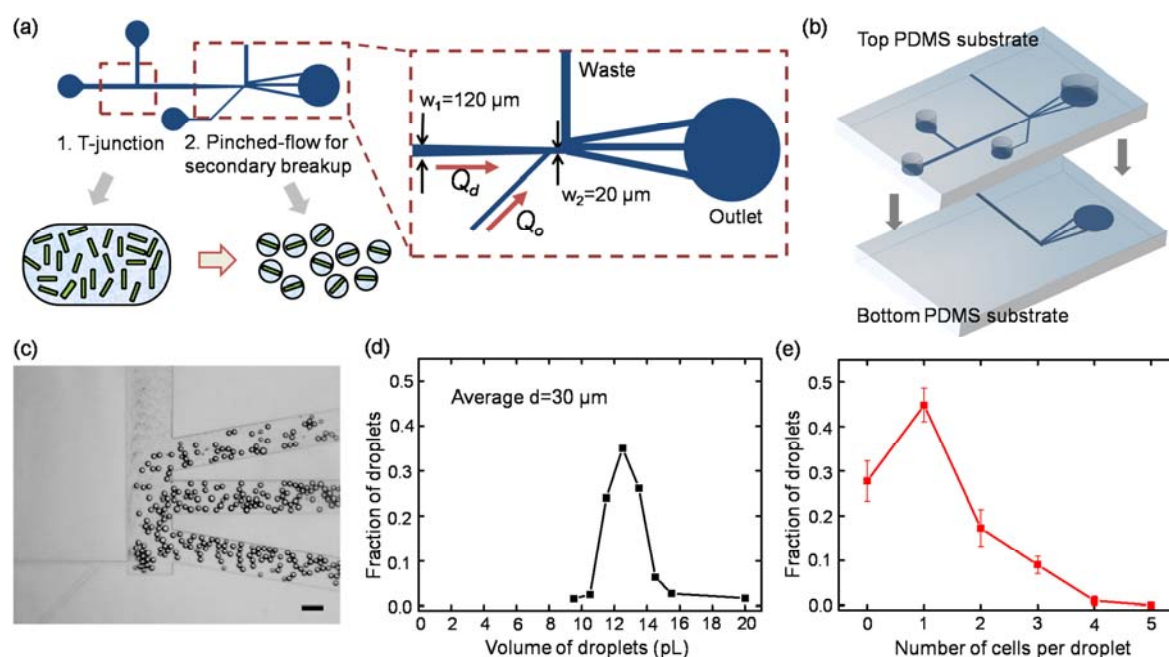 (a)
1. T-junction
2. Pinched-flow for
secondary breakup
Waste
w1=120 µm
Qd
w2=20 µm
Qo
Outlet
(b)
Top PDMS substrate
Bottom PDMS substrate
(c)
(d)
Average d=30 µm
Fraction of droplets
0.5
0.4
0.3
0.2
0.1
0.0
0 2 4 6 8 10 12 14 16 18 20
Volume of droplets (pL)
(e)
Fraction of droplets
0.5
0.4
0.3
0.2
0.1
0.0
0 1 2 3 4 5
Number of cells per droplet